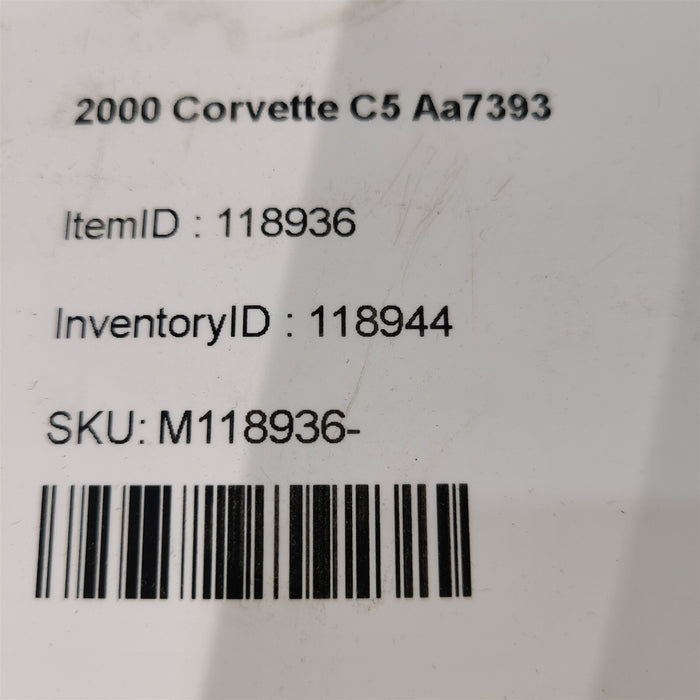 2000 Corvette C5 Aa7393
ItemID : 118936
InventoryID : 118944
SKU: M118936-